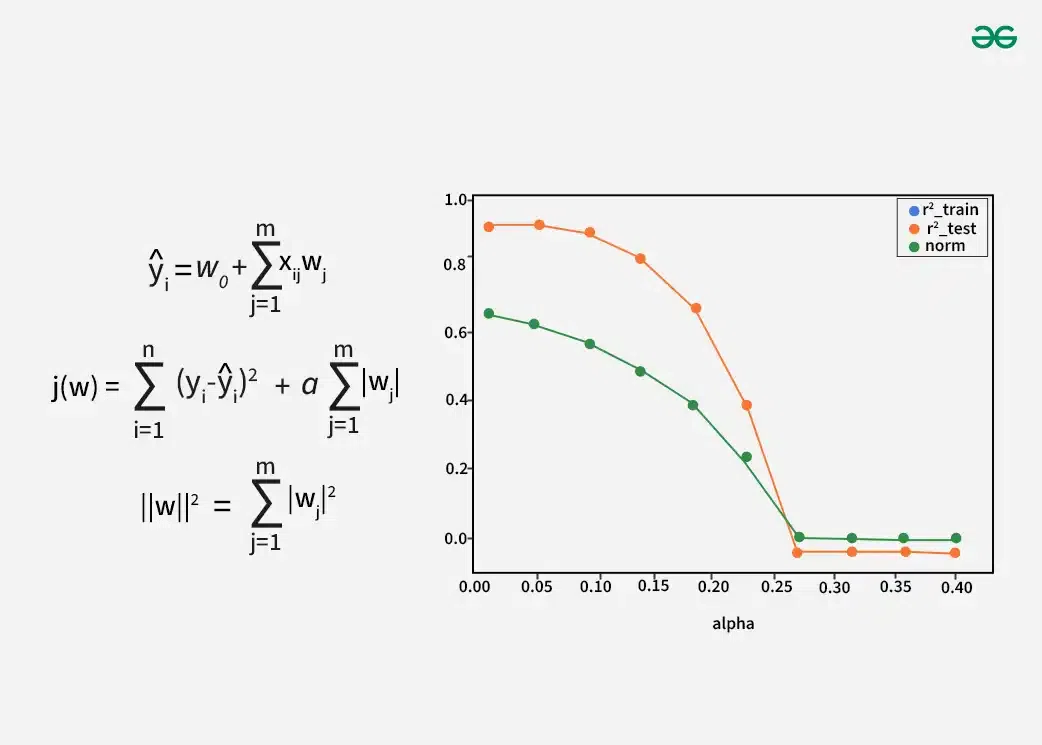 m
ŷᵢ = w₀ + ∑ xᵢⱼwⱼ
j=1
n m
j(w) = ∑ (yᵢ-ŷᵢ)² + a ∑ |wⱼ|
i=1 j=1
m
||w||² = ∑ |wⱼ|²
j=1
r²_train
r²_test
norm
1.0
0.8
0.6
0.4
0.2
0.0
0.00 0.05 0.10 0.15 0.20 0.25 0.30 0.35 0.40
alpha